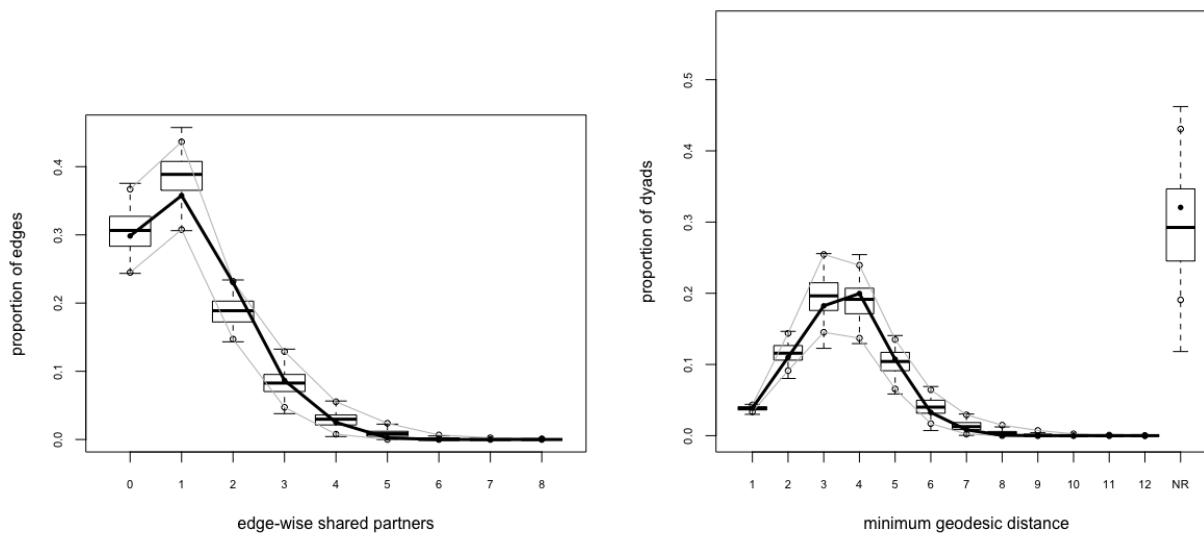 proportion of edges
0.4
0.3
0.2
0.1
0.0
0 1 2 3 4 5 6 7 8
edge-wise shared partners
proportion of dyads
0.5
0.4
0.3
0.2
0.1
0.0
1 2 3 4 5 6 7 8 9 10 11 12 NR
minimum geodesic distance